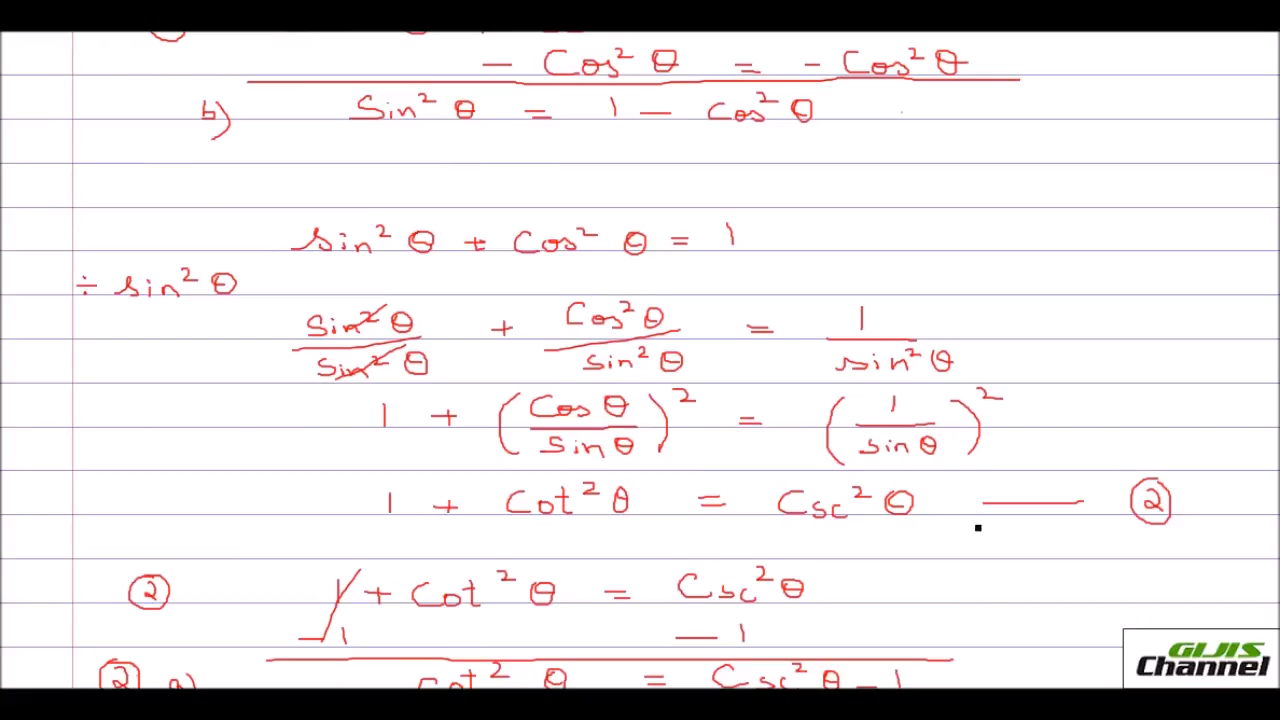 - Cos² θ = - Cos² θ
b) Sin² θ = 1 - Cos² θ
sin² θ + Cos² θ = 1
÷ sin² θ
Sin² θ / Sin² θ + Cos² θ / sin² θ = 1 / sin² θ
1 + (Cos θ / sin θ)² = (1 / sin θ)²
1 + Cot² θ = Csc² θ — ②
② 1 + Cot² θ = Csc² θ
- 1 - 1
② a) Cot² θ = Csc² θ - 1
GIJIS
Channel